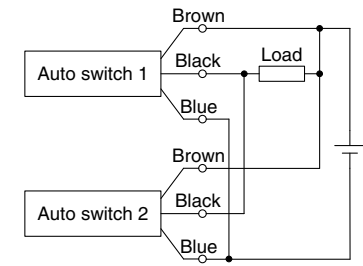 Brown
Auto switch 1
Black
Load
Blue
Brown
Auto switch 2
Black
Blue